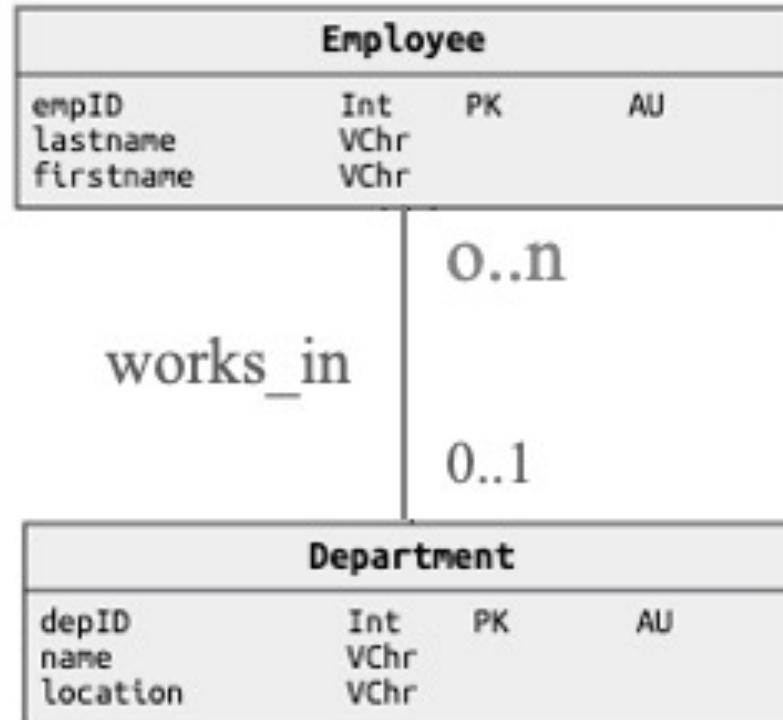 Employee
empID Int PK AU
lastname VChr
firstname VChr
o..n
works_in
0..1
Department
depID Int PK AU
name VChr
location VChr